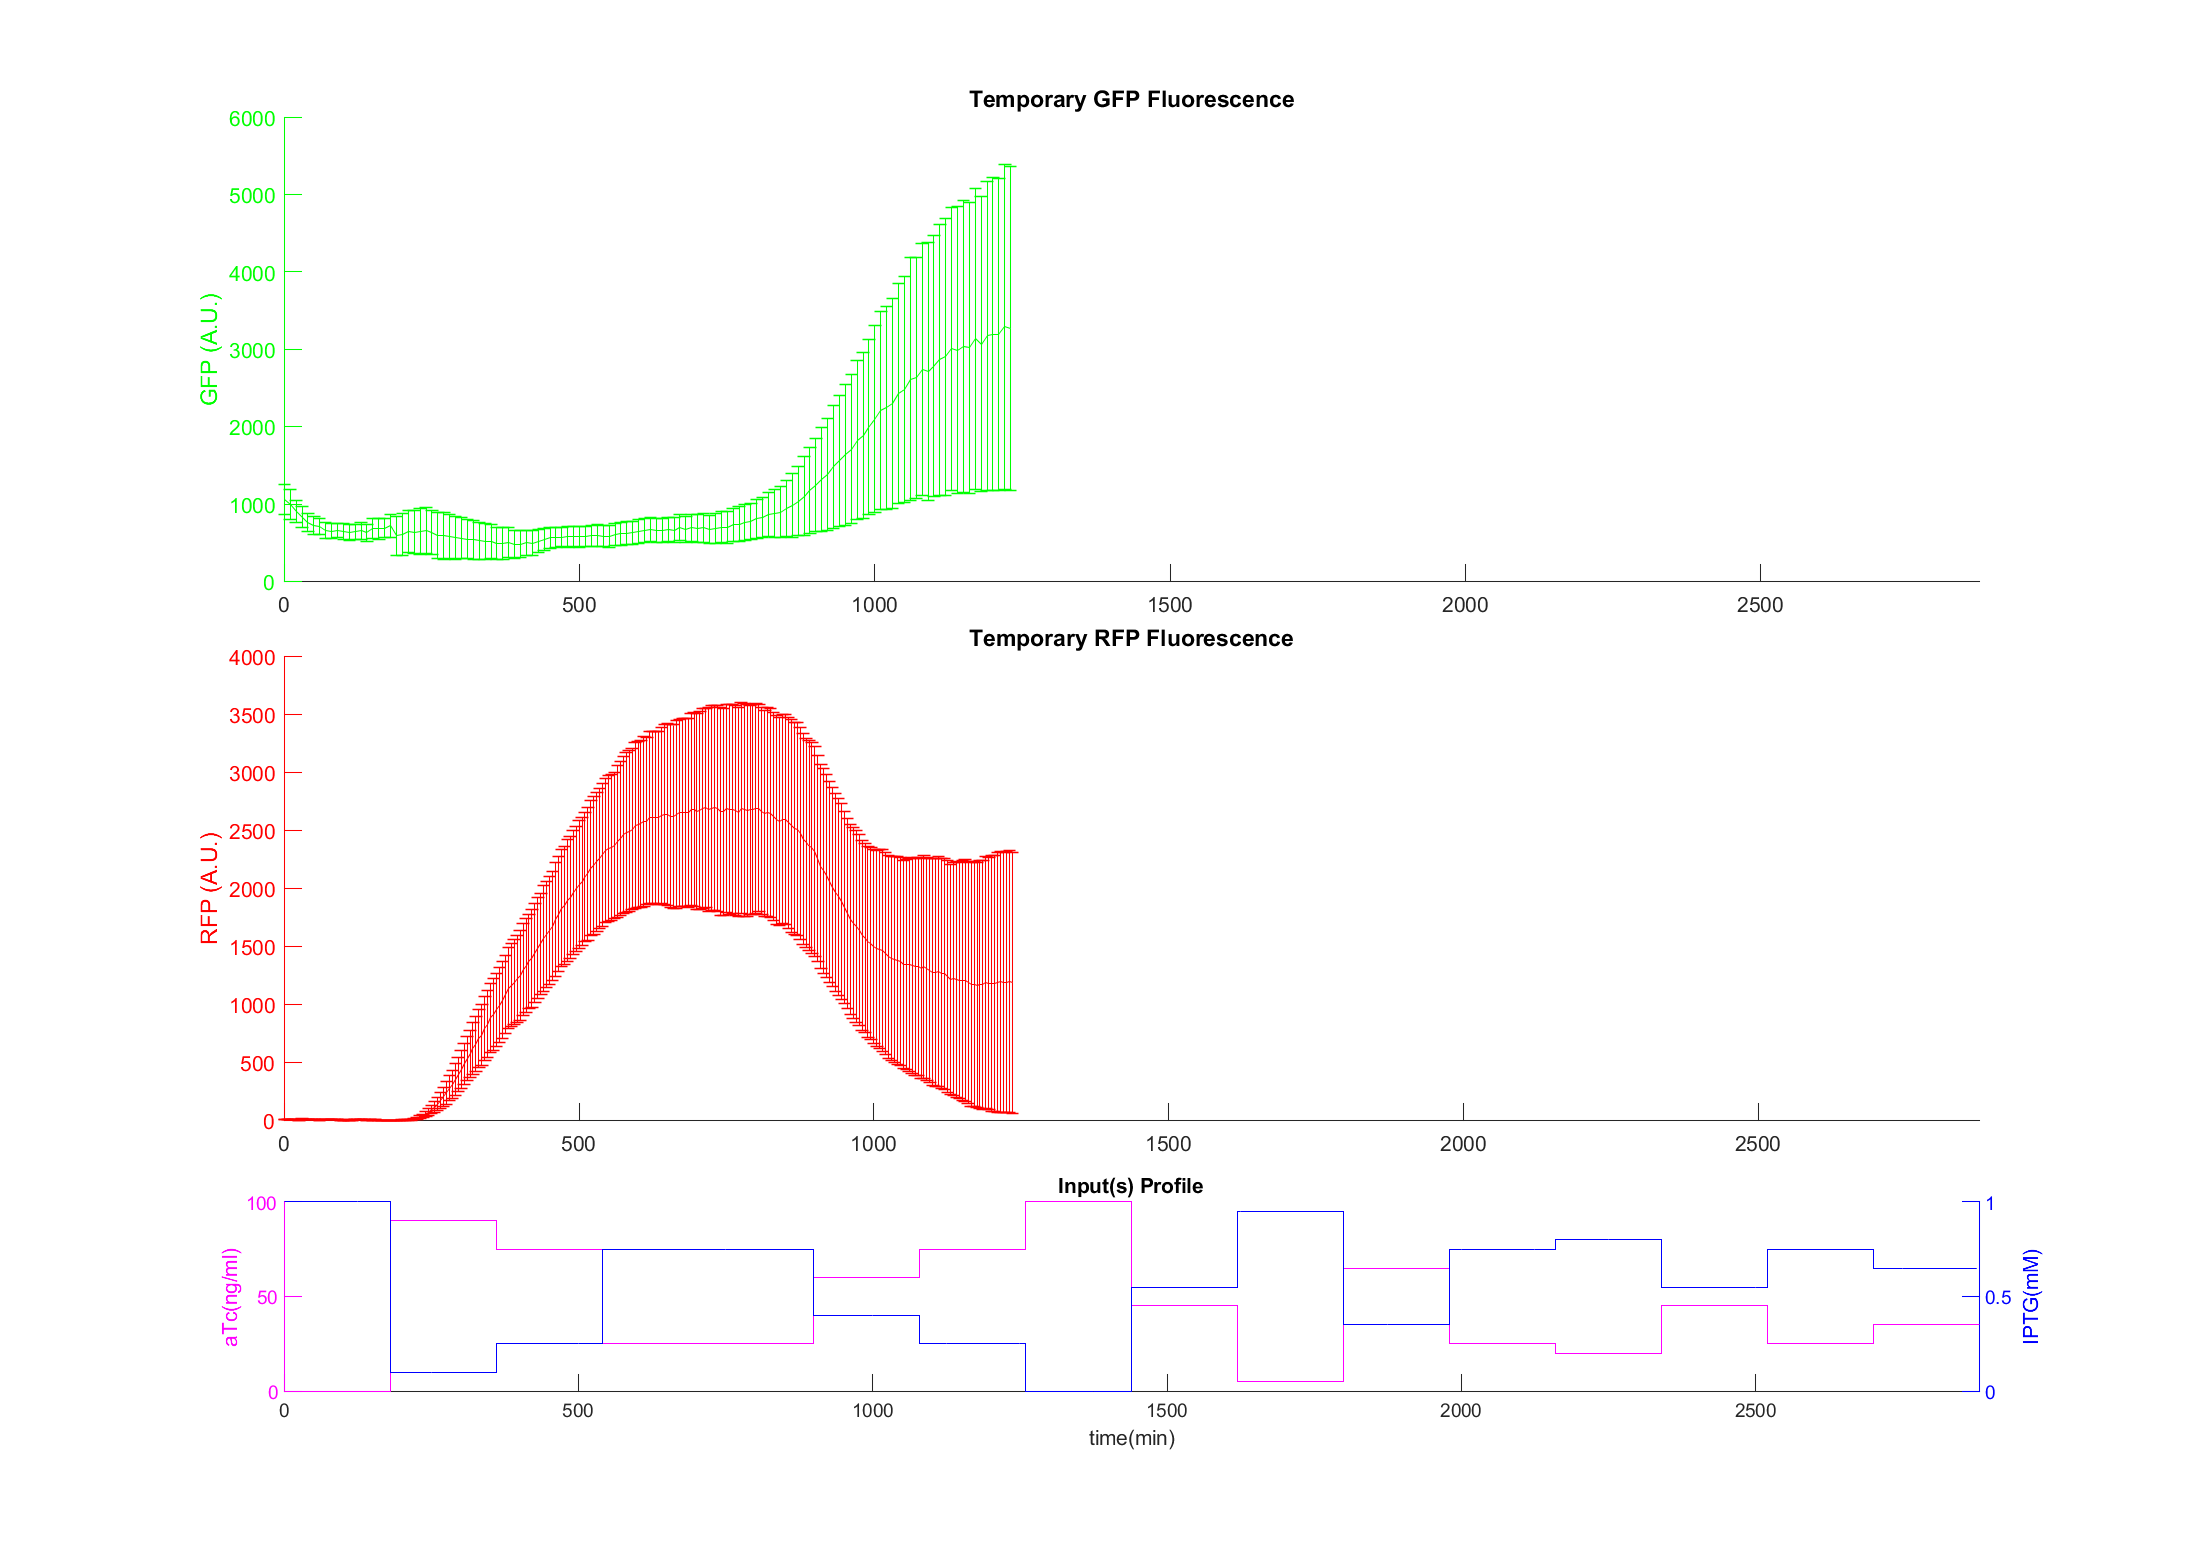 Temporary GFP Fluorescence
6000
5000
4000
3000
2000
1000
0
GFP (A.U.)
0 500 1000 1500 2000 2500
Temporary RFP Fluorescence
4000
3500
3000
2500
2000
1500
1000
500
0
RFP (A.U.)
0 500 1000 1500 2000 2500
Input(s) Profile
100
50
0
aTc(ng/ml)
1
0.5
0
IPTG(mM)
0 500 1000 1500 2000 2500
time(min)